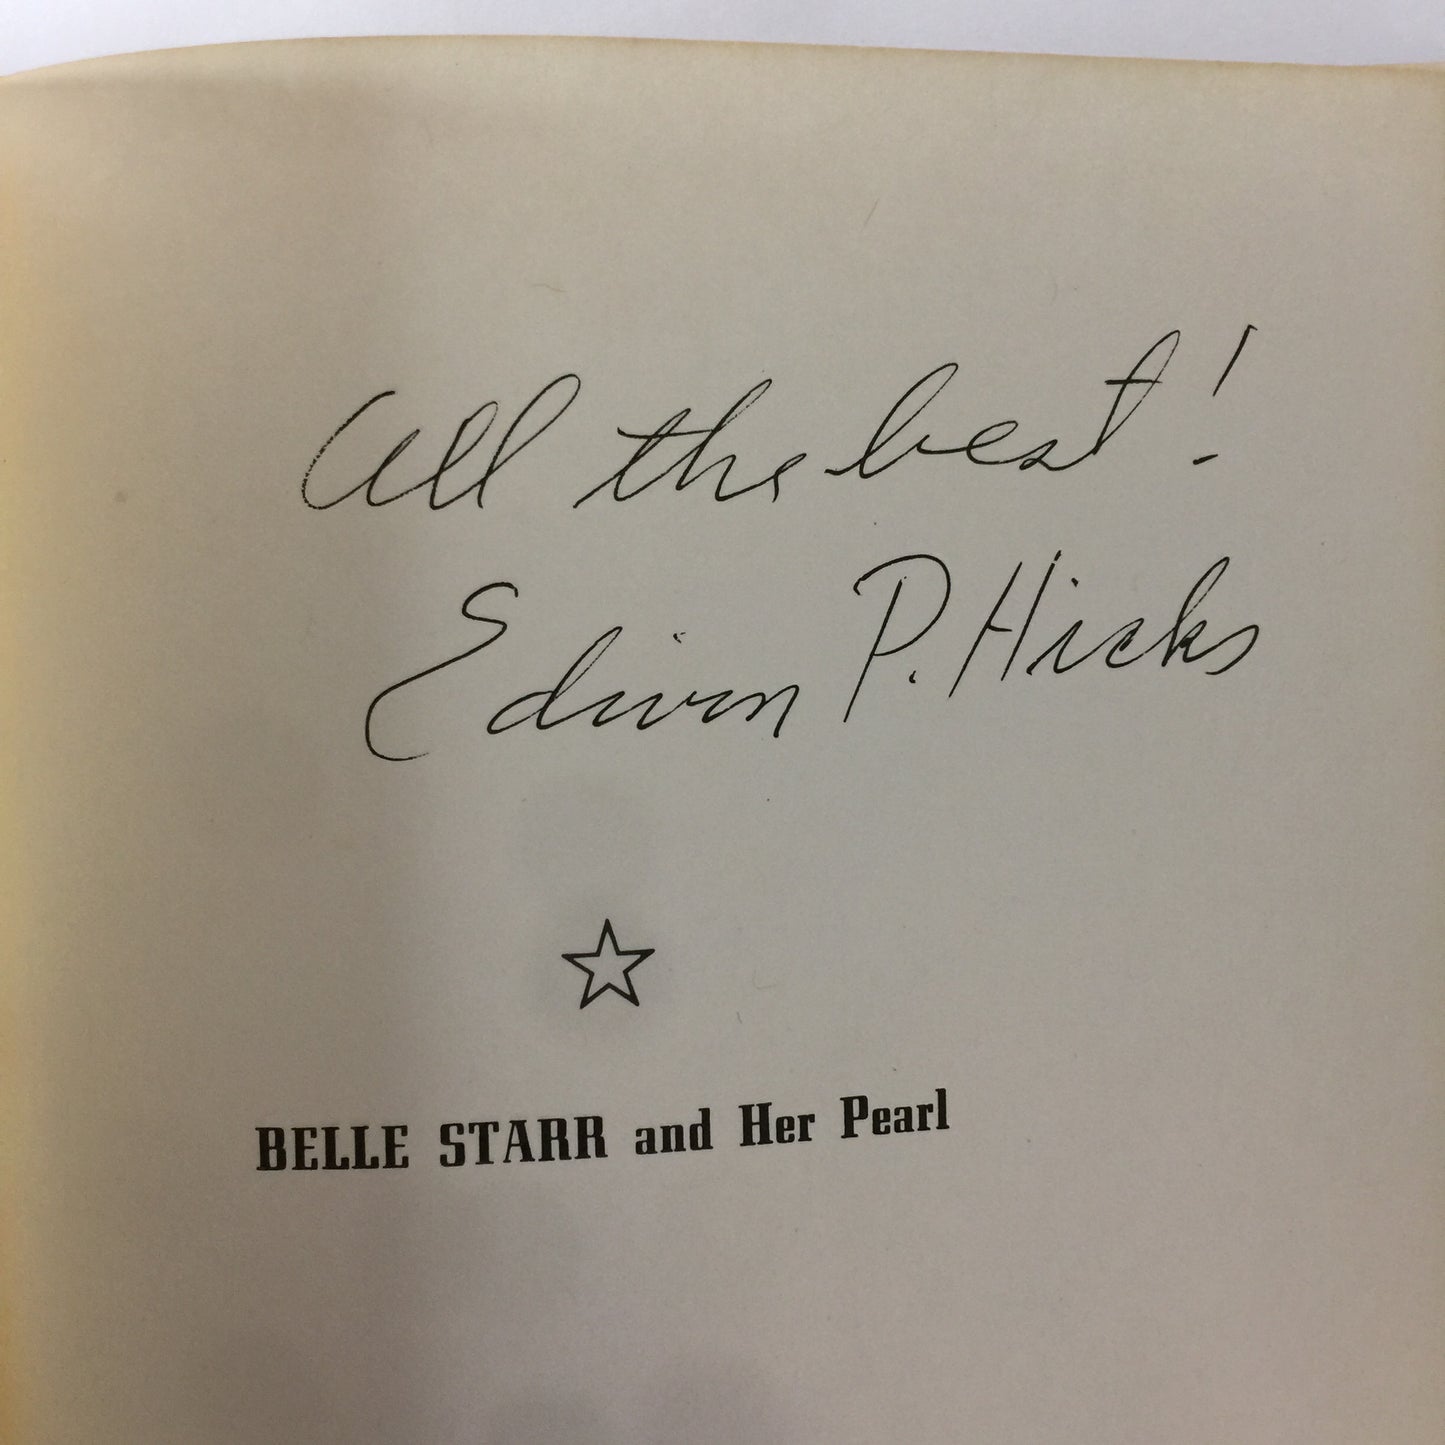 All the best!
Edwin P. Hicks
BELLE STARR and Her Pearl